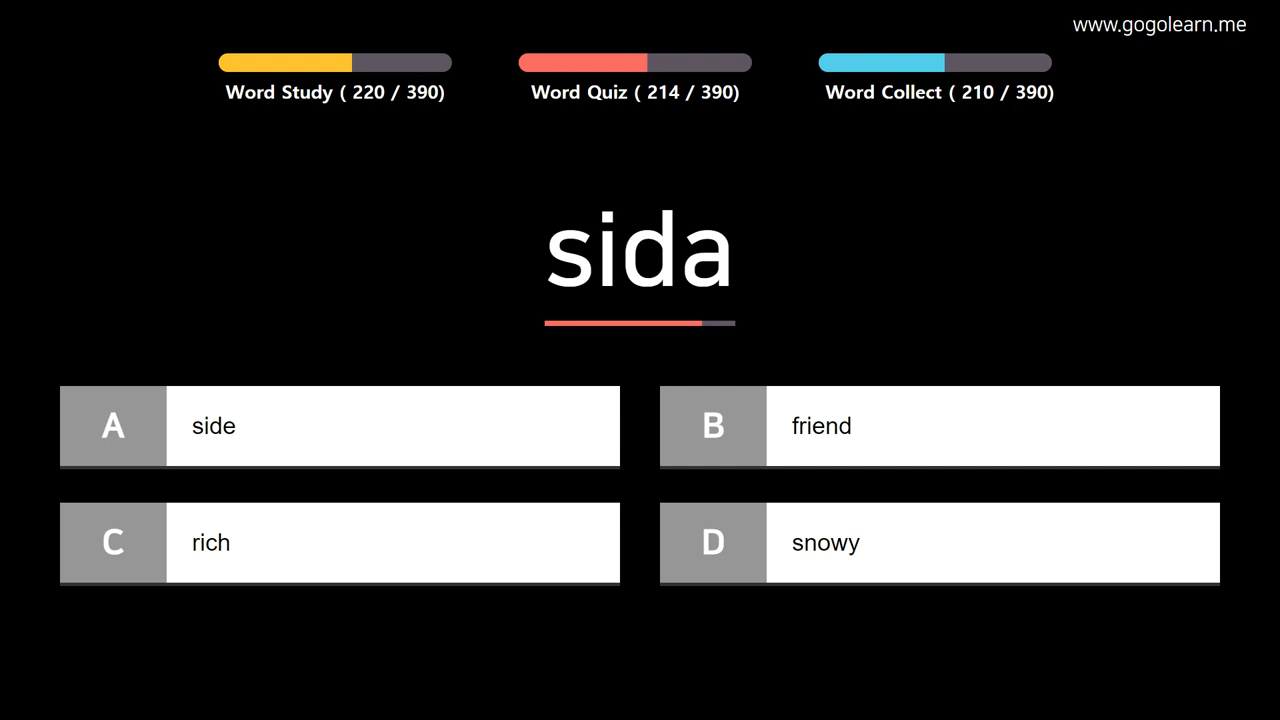 www.gogolearn.me
Word Study ( 220 / 390)
Word Quiz ( 214 / 390)
Word Collect ( 210 / 390)
sida
A side
B friend
C rich
D snowy